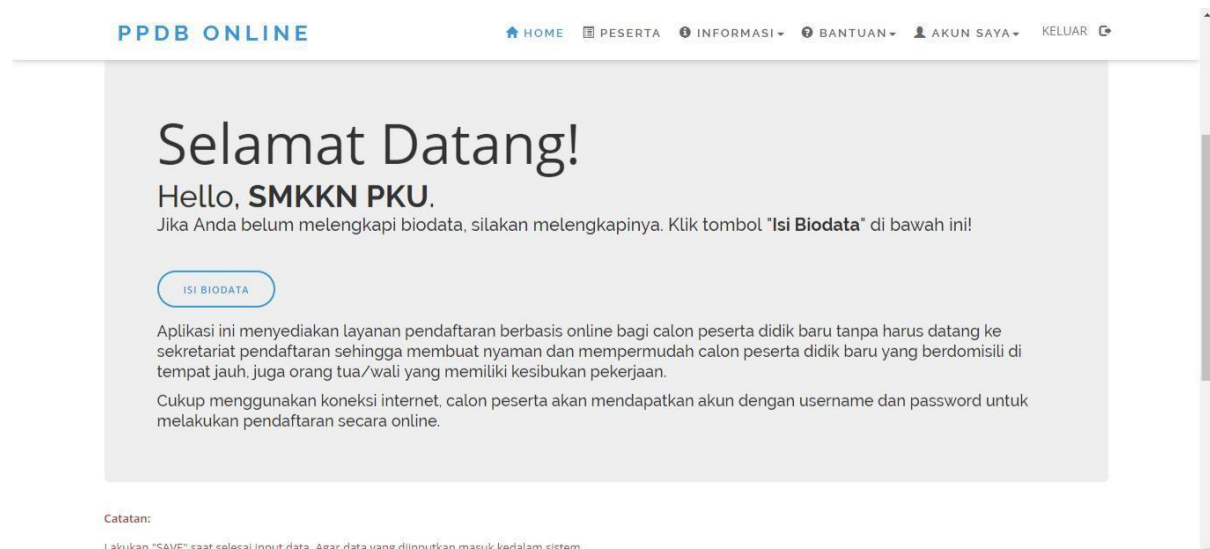 PPDB ONLINE
HOME PESERTA INFORMASI BANTUAN AKUN SAYA KELUAR
Selamat Datang!
Hello, SMKKN PKU.
Jika Anda belum melengkapi biodata, silakan melengkapinya. Klik tombol "Isi Biodata" di bawah ini!
ISI BIODATA
Aplikasi ini menyediakan layanan pendaftaran berbasis online bagi calon peserta didik baru tanpa harus datang ke
sekretariat pendaftaran sehingga membuat nyaman dan mempermudah calon peserta didik baru yang berdomisili di
tempat jauh, juga orang tua/wali yang memiliki kesibukan pekerjaan.
Cukup menggunakan koneksi internet, calon peserta akan mendapatkan akun dengan username dan password untuk
melakukan pendaftaran secara online.
Catatan:
Lakukan "SAVE" saat selesai input data. Agar data yang diinputkan masuk kedalam sistem